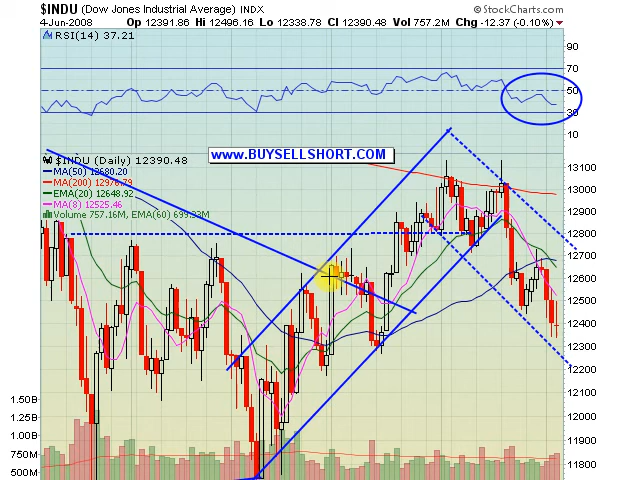 $INDU (Dow Jones Industrial Average) INDX
© StockCharts.com
4-Jun-2008 Op 12391.86 Hi 12496.16 Lo 12338.78 Cl 12390.48 Vol 757.2M Chg -12.37 (-0.10%)
RSI(14) 37.21
90
70
50
30
10
WWW.BUYSELLSHORT.COM
$INDU (Daily) 12390.48
MA(50) 12680.20
MA(200) 12976.79
EMA(20) 12648.92
MA(8) 12525.46
Volume 757.16M, EMA(60) 699.23M
13100
13000
12900
12800
12700
12600
12500
12400
12300
12200
12100
12000
11900
11800
1.50B
1.25B
1.00B
750M
500M